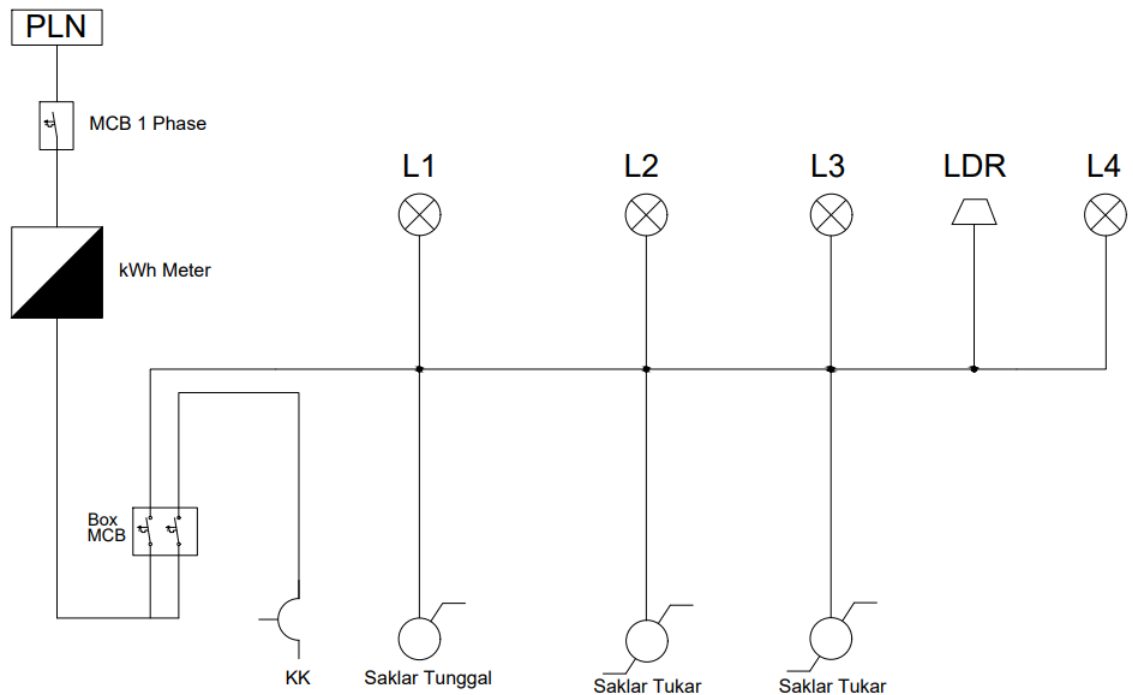 PLN
MCB 1 Phase
L1
L2
L3
LDR
L4
kWh Meter
Box
MCB
KK
Saklar Tunggal
Saklar Tukar
Saklar Tukar